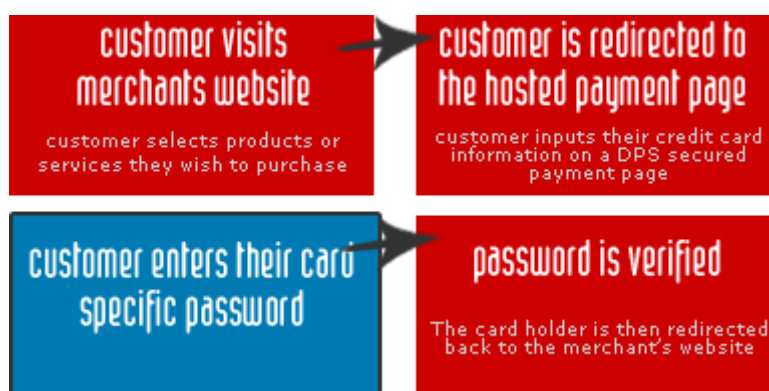 customer visits
merchants website
customer selects products or
services they wish to purchase
customer is redirected to
the hosted payment page
customer inputs their credit card
information on a DPS secured
payment page
customer enters their card
specific password
password is verified
The card holder is then redirected
back to the merchant's website